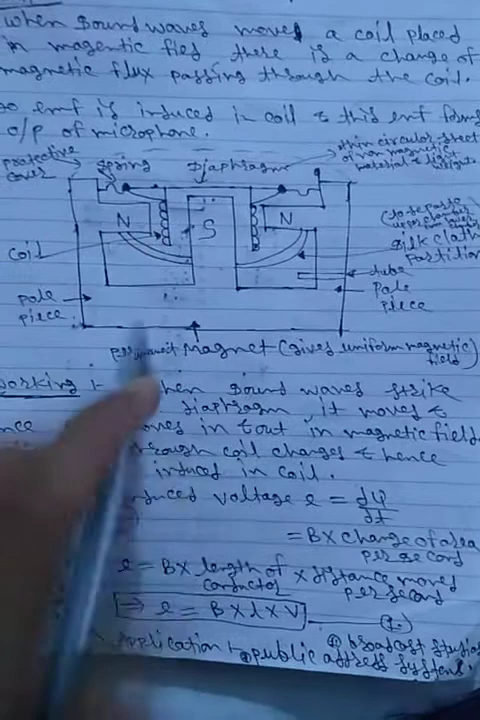 when sound waves moves a coil placed
in magentic fied there is a change of
magnetic flux passing through the coil.
so emf is induced in coil & this emf forms
o/p of microphone.
protective
cover
spring
Diaphragm
thin circular sheet
of non magnetic
material & light
weight.
N
S
N
upper chamber
silk cloth
partition
coil
tube
pole
piece
pole
piece
permanent magnet (gives uniform magnetic
field)
working when sound waves strike
diaphragm, it moves &
in & out in magnetic field
through coil changes & hence
induced in coil.
induced voltage e = dφ/dt
= B x change of area
per second
e = B x length of conductor x distance moved
per second
⇒ e = B x l x v
Application broadcast studios
public address systems.